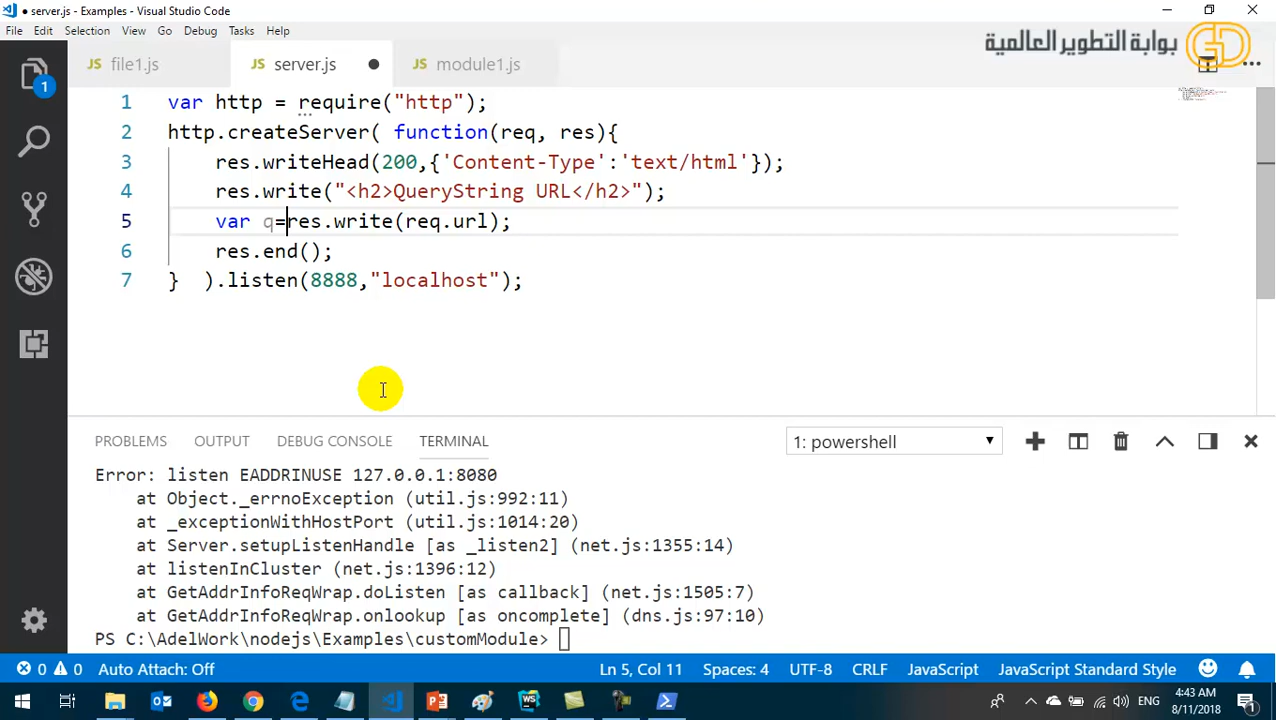 server.js - Examples - Visual Studio Code
File Edit Selection View Go Debug Tasks Help
بوابة التطوير العالمية
GD
JS file1.js
JS server.js
JS module1.js
1 var http = require("http");
2 http.createServer( function(req, res){
3 res.writeHead(200,{'Content-Type':'text/html'});
4 res.write("<h2>QueryString URL</h2>");
5 var q=res.write(req.url);
6 res.end();
7 } ).listen(8888,"localhost");
PROBLEMS OUTPUT DEBUG CONSOLE TERMINAL 1: powershell
Error: listen EADDRINUSE 127.0.0.1:8080
at Object._errnoException (util.js:992:11)
at _exceptionWithHostPort (util.js:1014:20)
at Server.setupListenHandle [as _listen2] (net.js:1355:14)
at listenInCluster (net.js:1396:12)
at GetAddrInfoReqWrap.doListen [as callback] (net.js:1505:7)
at GetAddrInfoReqWrap.onlookup [as oncomplete] (dns.js:97:10)
PS C:\AdelWork\nodejs\Examples\customModule>
0 0 Auto Attach: Off Ln 5, Col 11 Spaces: 4 UTF-8 CRLF JavaScript JavaScript Standard Style
ENG
4:43 AM
8/11/2018